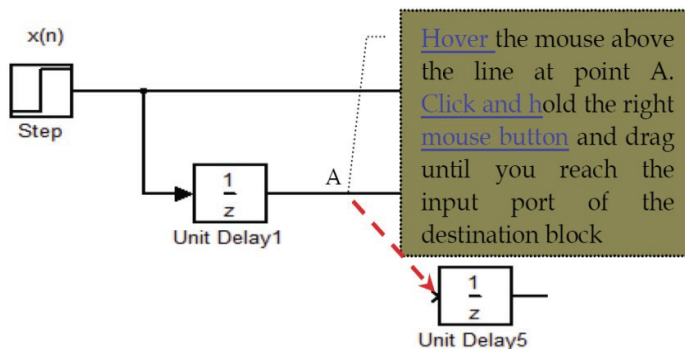 x(n)
Step
1
z
Unit Delay1
A
Hover the mouse above
the line at point A.
Click and hold the right
mouse button and drag
until you reach the
input port of the
destination block
1
z
Unit Delay5